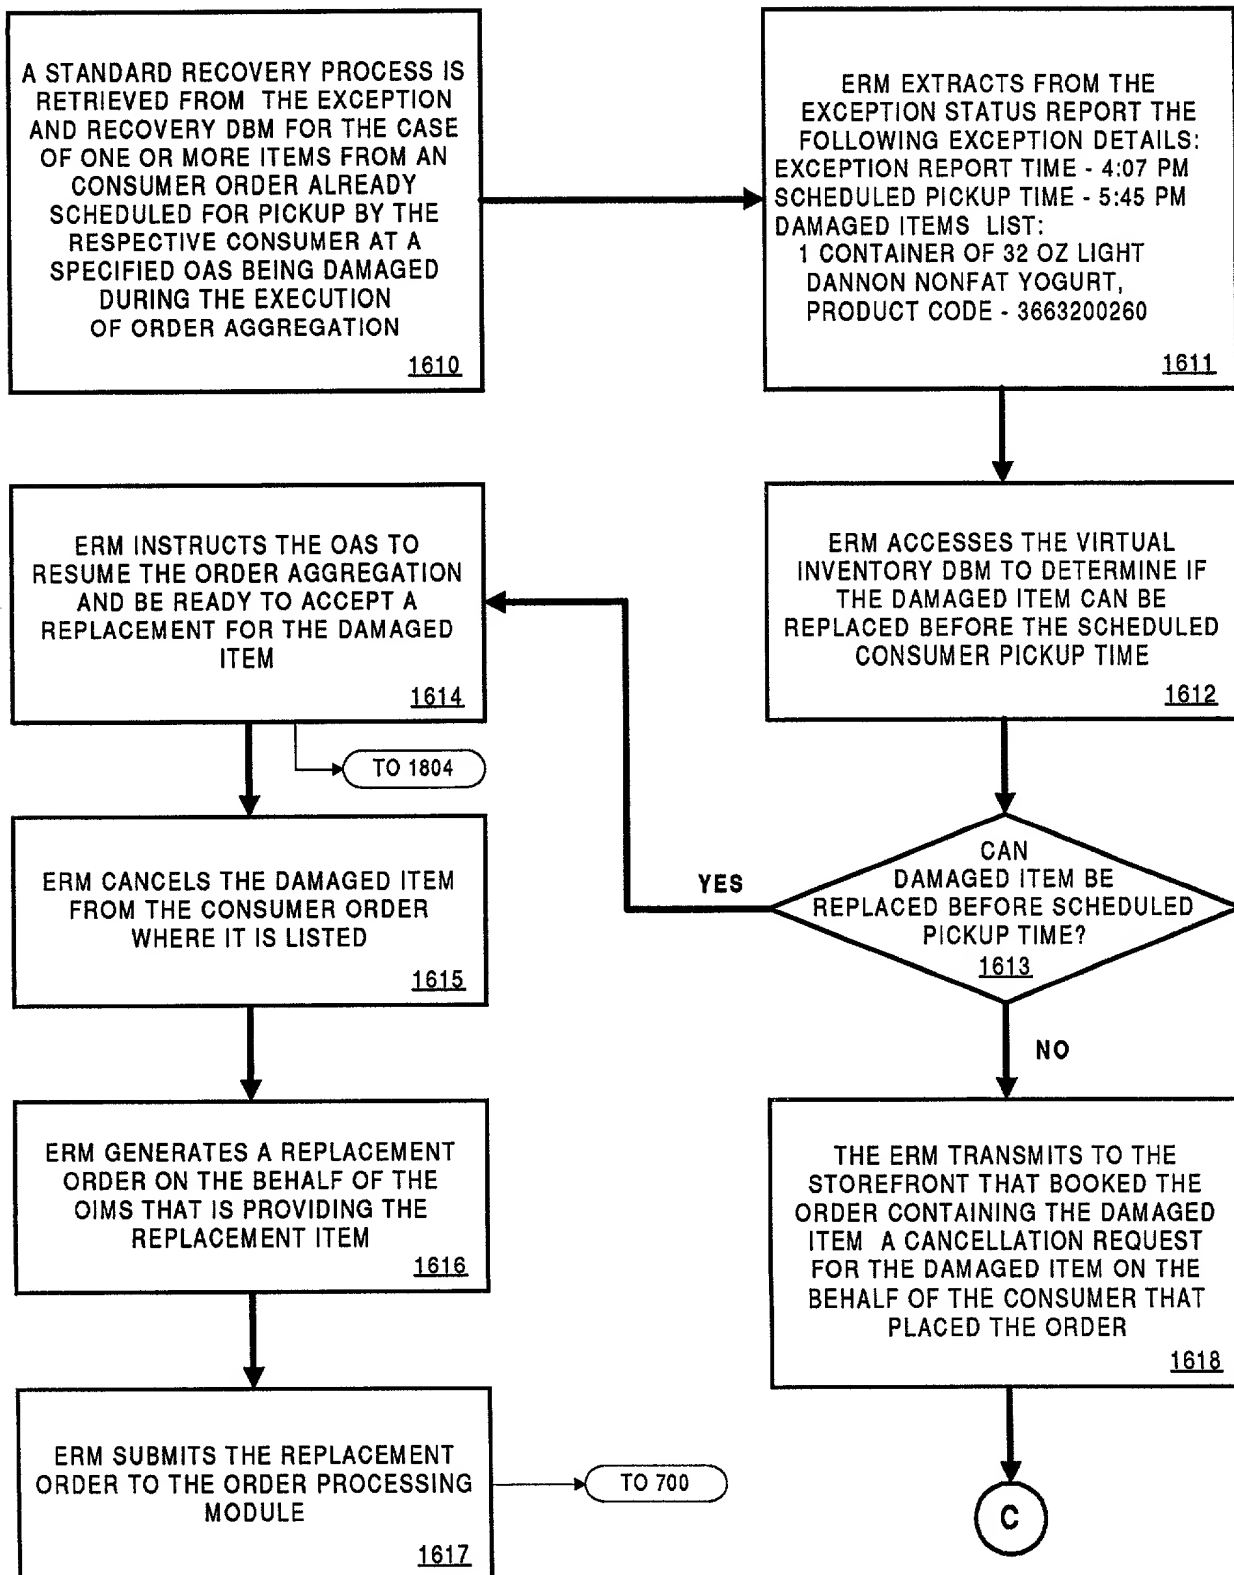 A STANDARD RECOVERY PROCESS IS
RETRIEVED FROM THE EXCEPTION
AND RECOVERY DBM FOR THE CASE
OF ONE OR MORE ITEMS FROM AN
CONSUMER ORDER ALREADY
SCHEDULED FOR PICKUP BY THE
RESPECTIVE CONSUMER AT A
SPECIFIED OAS BEING DAMAGED
DURING THE EXECUTION
OF ORDER AGGREGATION
1610
ERM EXTRACTS FROM THE
EXCEPTION STATUS REPORT THE
FOLLOWING EXCEPTION DETAILS:
EXCEPTION REPORT TIME - 4:07 PM
SCHEDULED PICKUP TIME - 5:45 PM
DAMAGED ITEMS LIST:
1 CONTAINER OF 32 OZ LIGHT
DANNON NONFAT YOGURT,
PRODUCT CODE - 3663200260
1611
ERM ACCESSES THE VIRTUAL
INVENTORY DBM TO DETERMINE IF
THE DAMAGED ITEM CAN BE
REPLACED BEFORE THE SCHEDULED
CONSUMER PICKUP TIME
1612
CAN
DAMAGED ITEM BE
REPLACED BEFORE SCHEDULED
PICKUP TIME?
1613
YES
NO
ERM INSTRUCTS THE OAS TO
RESUME THE ORDER AGGREGATION
AND BE READY TO ACCEPT A
REPLACEMENT FOR THE DAMAGED
ITEM
1614
TO 1804
ERM CANCELS THE DAMAGED ITEM
FROM THE CONSUMER ORDER
WHERE IT IS LISTED
1615
ERM GENERATES A REPLACEMENT
ORDER ON THE BEHALF OF THE
OIMS THAT IS PROVIDING THE
REPLACEMENT ITEM
1616
ERM SUBMITS THE REPLACEMENT
ORDER TO THE ORDER PROCESSING
MODULE
1617
TO 700
THE ERM TRANSMITS TO THE
STOREFRONT THAT BOOKED THE
ORDER CONTAINING THE DAMAGED
ITEM A CANCELLATION REQUEST
FOR THE DAMAGED ITEM ON THE
BEHALF OF THE CONSUMER THAT
PLACED THE ORDER
1618
C